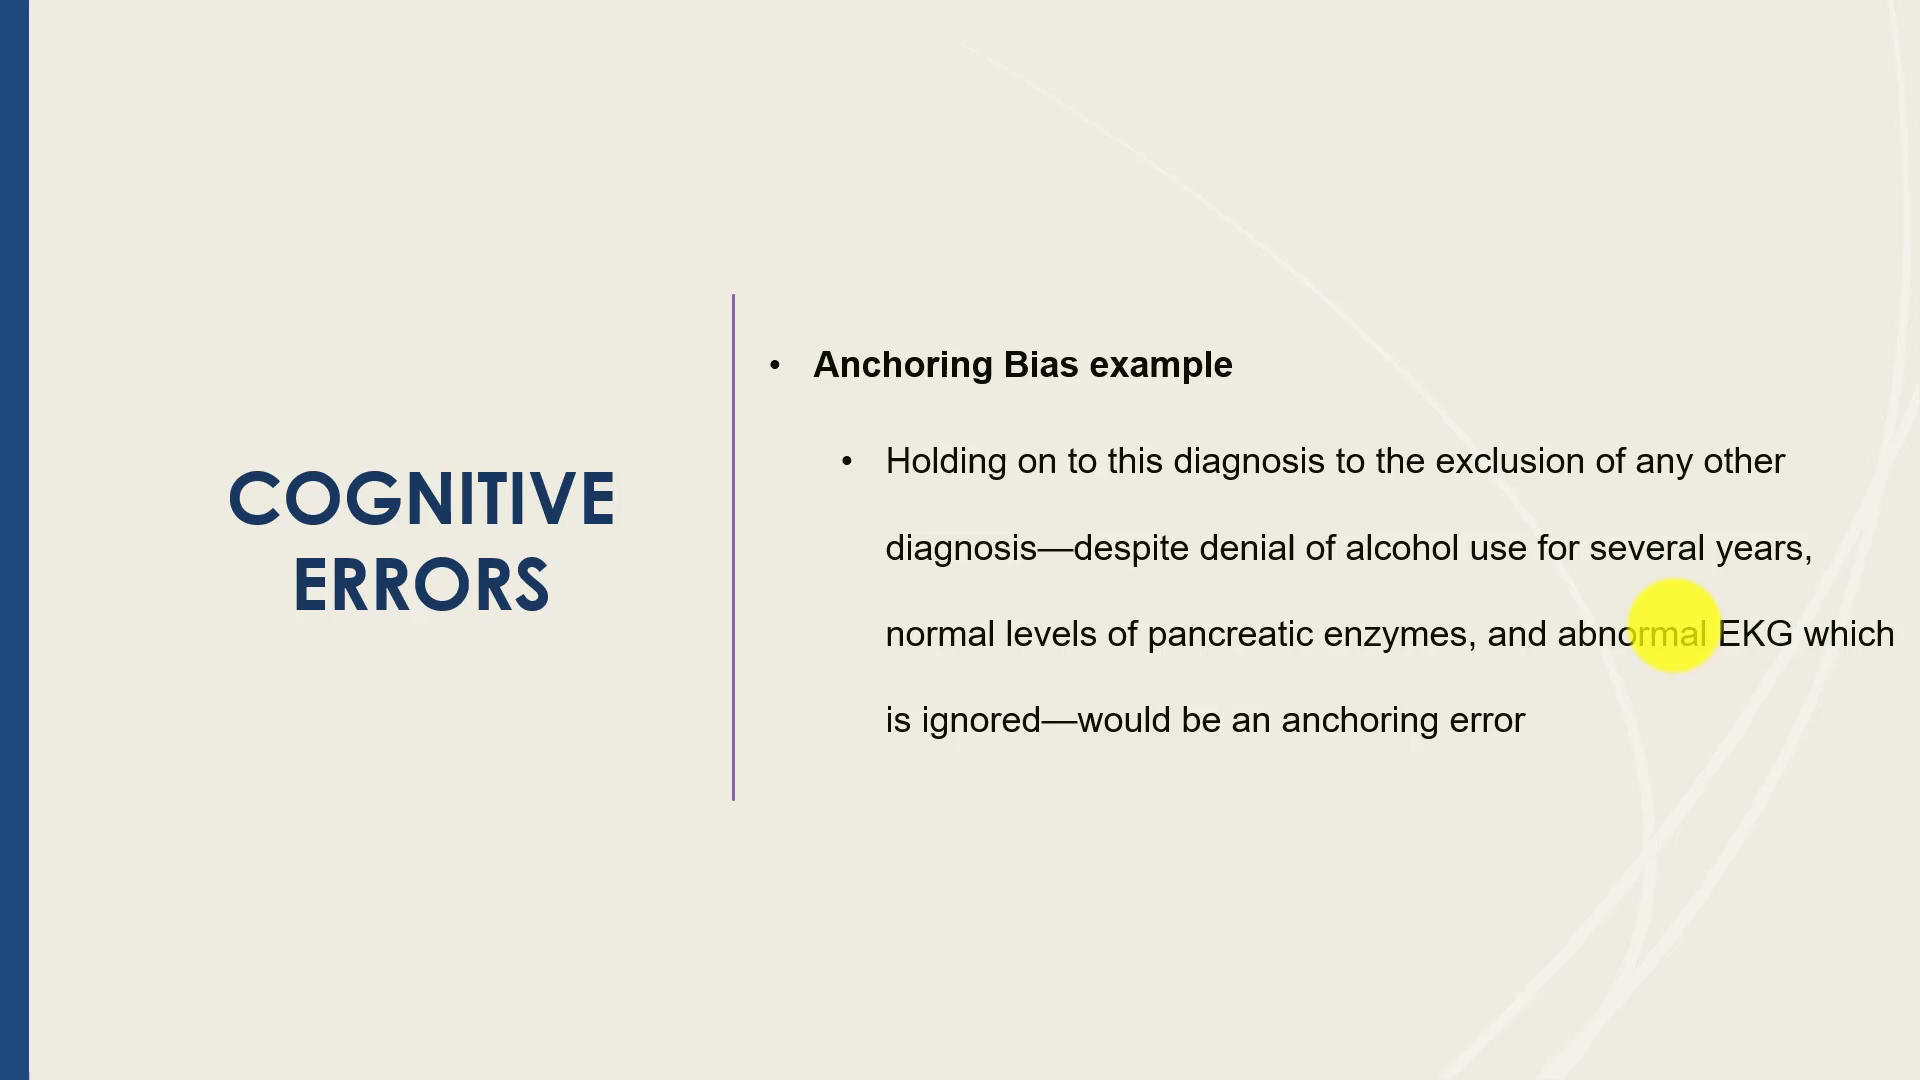 COGNITIVE
ERRORS
• Anchoring Bias example
• Holding on to this diagnosis to the exclusion of any other
diagnosis—despite denial of alcohol use for several years,
normal levels of pancreatic enzymes, and abnormal EKG which
is ignored—would be an anchoring error